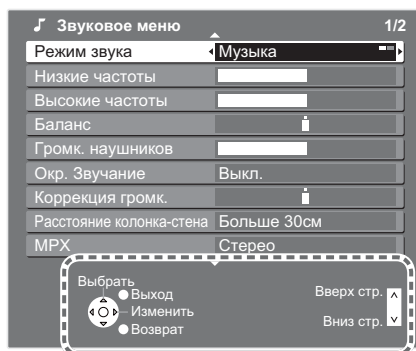 Звуковое меню 1/2
Режим звука Музыка
Низкие частоты
Высокие частоты
Баланс
Громк. наушников
Окр. Звучание Выкл.
Коррекция громк.
Расстояние колонка-стена Больше 30см
MPX Стерео
Выбрать
Выход
Изменить
Возврат
Вверх стр.
Вниз стр.